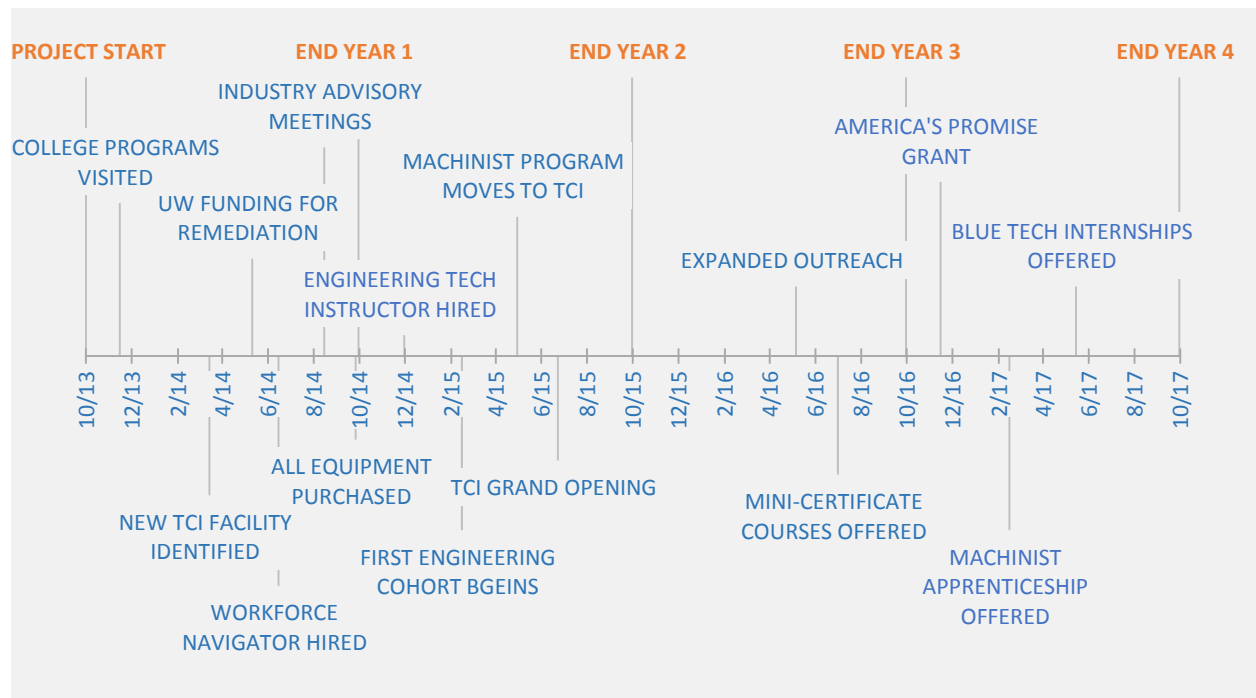 PROJECT START
END YEAR 1
END YEAR 2
END YEAR 3
END YEAR 4
INDUSTRY ADVISORY
MEETINGS
AMERICA'S PROMISE
GRANT
COLLEGE PROGRAMS
VISITED
MACHINIST PROGRAM
MOVES TO TCI
UW FUNDING FOR
REMEDIATION
BLUE TECH INTERNSHIPS
OFFERED
EXPANDED OUTREACH
ENGINEERING TECH
INSTRUCTOR HIRED
10/13
12/13
2/14
4/14
6/14
8/14
10/14
12/14
2/15
4/15
6/15
8/15
10/15
12/15
2/16
4/16
6/16
8/16
10/16
12/16
2/17
4/17
6/17
8/17
10/17
ALL EQUIPMENT
PURCHASED
TCI GRAND OPENING
MINI-CERTIFICATE
COURSES OFFERED
NEW TCI FACILITY
IDENTIFIED
FIRST ENGINEERING
COHORT BGEINS
MACHINIST
APPRENTICESHIP
OFFERED
WORKFORCE
NAVIGATOR HIRED